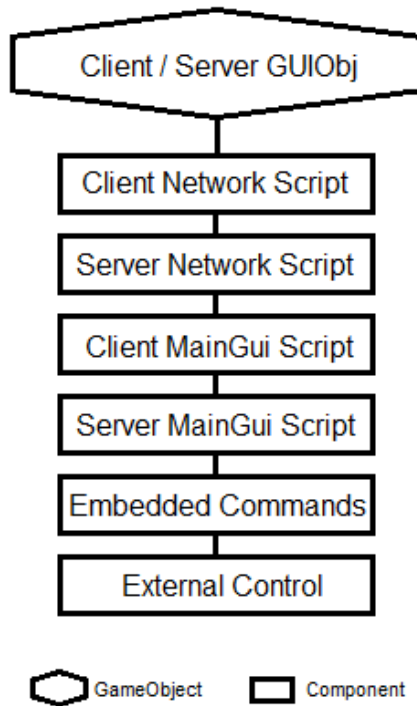 Client / Server GUIObj
Client Network Script
Server Network Script
Client MainGui Script
Server MainGui Script
Embedded Commands
External Control
GameObject
Component